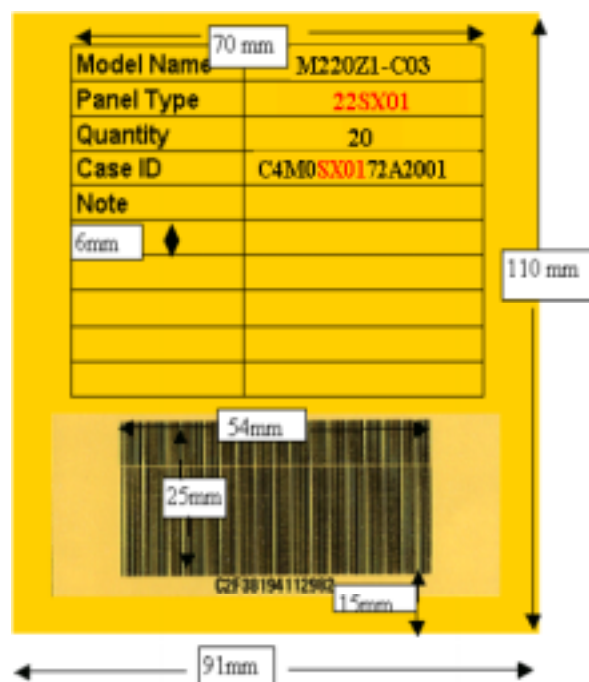 70 mm
Model Name M220Z1-C03
Panel Type 22SX01
Quantity 20
Case ID C4M0SX0172A2001
Note
6mm
110 mm
54mm
25mm
C2F38194112982
15mm
91mm